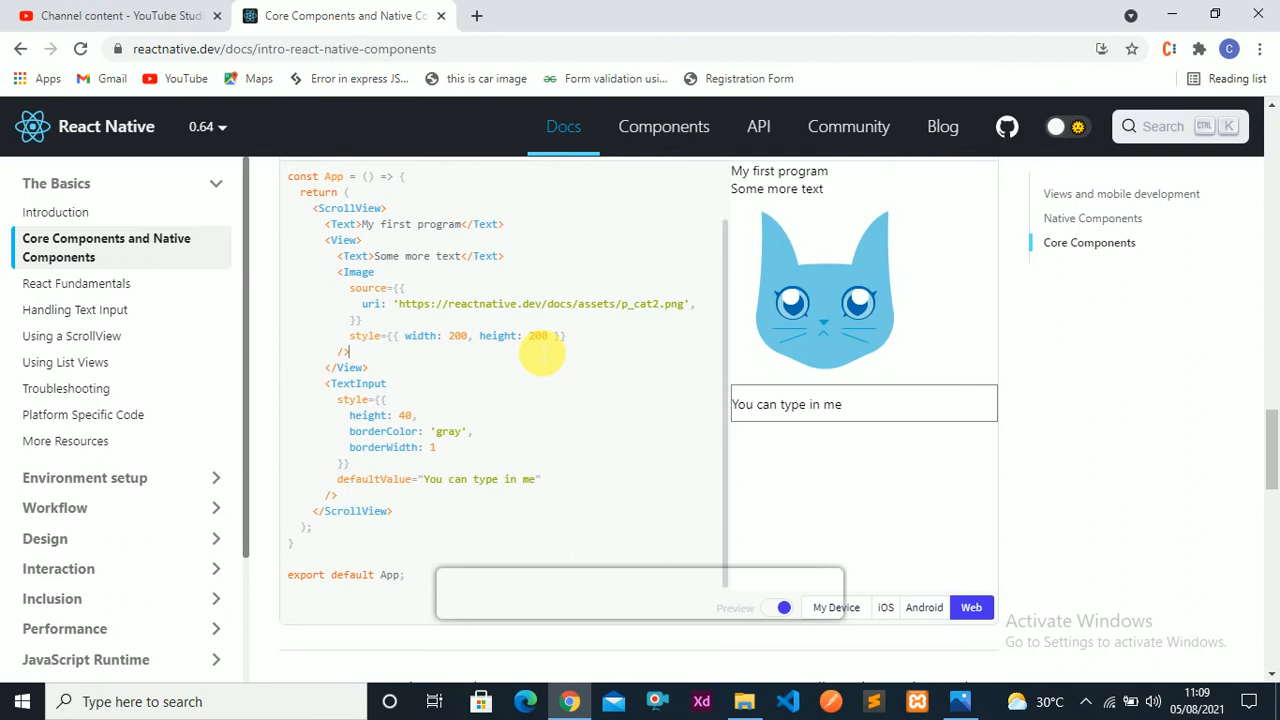 Channel content - YouTube Stud
Core Components and Native Co
reactnative.dev/docs/intro-react-native-components
C
Apps
Gmail
YouTube
Maps
Error in express JS...
this is car image
Form validation usi...
Registration Form
Reading list
React Native
0.64
Docs
Components
API
Community
Blog
Search CTRL K
The Basics
Introduction
Core Components and Native
Components
React Fundamentals
Handling Text Input
Using a ScrollView
Using List Views
Troubleshooting
Platform Specific Code
More Resources
Environment setup
Workflow
Design
Interaction
Inclusion
Performance
JavaScript Runtime
const App = () => {
return (
<ScrollView>
<Text>My first program</Text>
<View>
<Text>Some more text</Text>
<Image
source={{
uri: 'https://reactnative.dev/docs/assets/p_cat2.png',
}}
style={{ width: 200, height: 200 }}
/>
</View>
<TextInput
style={{
height: 40,
borderColor: 'gray',
borderWidth: 1
}}
defaultValue="You can type in me"
/>
</ScrollView>
);
}
export default App;
My first program
Some more text
You can type in me
Preview
My Device
iOS
Android
Web
Views and mobile development
Native Components
Core Components
Activate Windows
Go to Settings to activate Windows.
Type here to search
Xd
30°C
11:09
05/08/2021